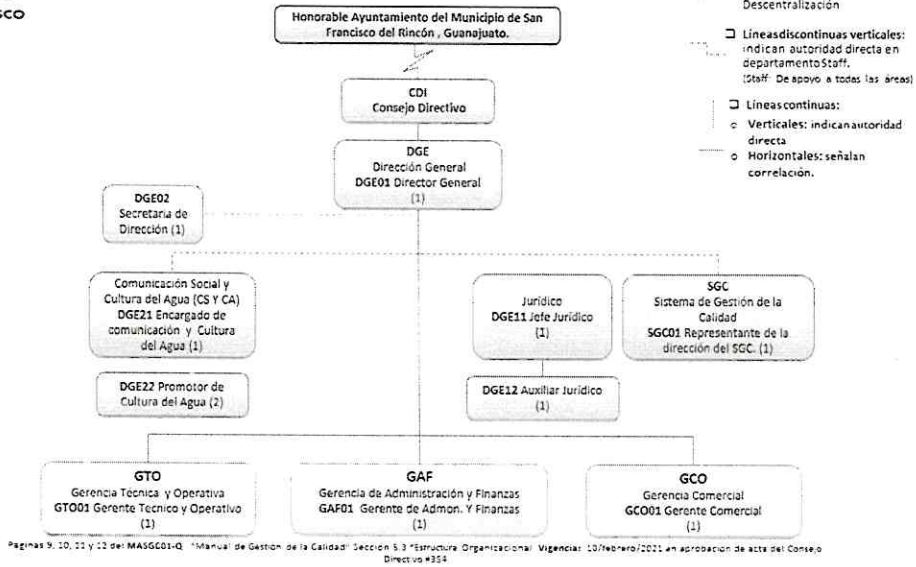 SCO
Honorable Ayuntamiento del Municipio de San
Francisco del Rincón , Guanajuato.
Descentralización
Líneas discontinuas verticales:
indican autoridad directa en
departamento Staff.
(Staff: De apoyo a todas las áreas)
Líneas continuas:
Verticales: indican autoridad
directa
Horizontales: señalan
correlación.
CDI
Consejo Directivo
DGE
Dirección General
DGE01 Director General
(1)
DGE02
Secretaria de
Dirección (1)
Comunicación Social y
Cultura del Agua (CS Y CA)
DGE21 Encargado de
comunicación y Cultura
del Agua (1)
Jurídico
DGE11 Jefe Jurídico
(1)
SGC
Sistema de Gestión de la
Calidad
SGC01 Representante de la
dirección del SGC. (1)
DGE22 Promotor de
Cultura del Agua (2)
DGE12 Auxiliar Jurídico
(1)
GTO
Gerencia Técnica y Operativa
GTO01 Gerente Técnico y Operativo
(1)
GAF
Gerencia de Administración y Finanzas
GAF01 Gerente de Admon. Y Finanzas
(1)
GCO
Gerencia Comercial
GCO01 Gerente Comercial
(1)
Paginas 9, 10, 11 y 12 del MASGC01-Q "Manual de Gestión de la Calidad" Sección 5.3 "Estructura Organizacional" Vigencia: 10/febrero/2021 en aprobación de acta del Consejo
Directivo #354